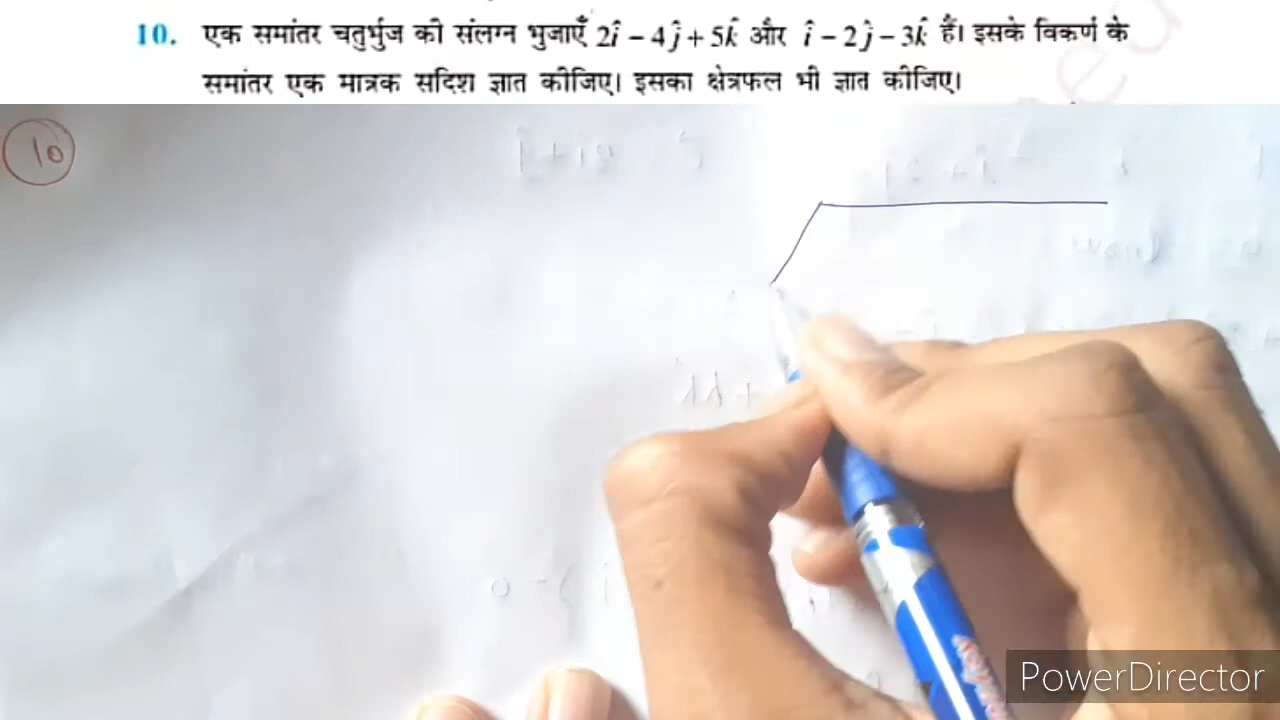 10. एक समांतर चतुर्भुज की संलग्न भुजाएँ 2î − 4ĵ + 5k̂ और î − 2ĵ − 3k̂ हैं। इसके विकर्ण के
समांतर एक मात्रक सदिश ज्ञात कीजिए। इसका क्षेत्रफल भी ज्ञात कीजिए।
10
PowerDirector